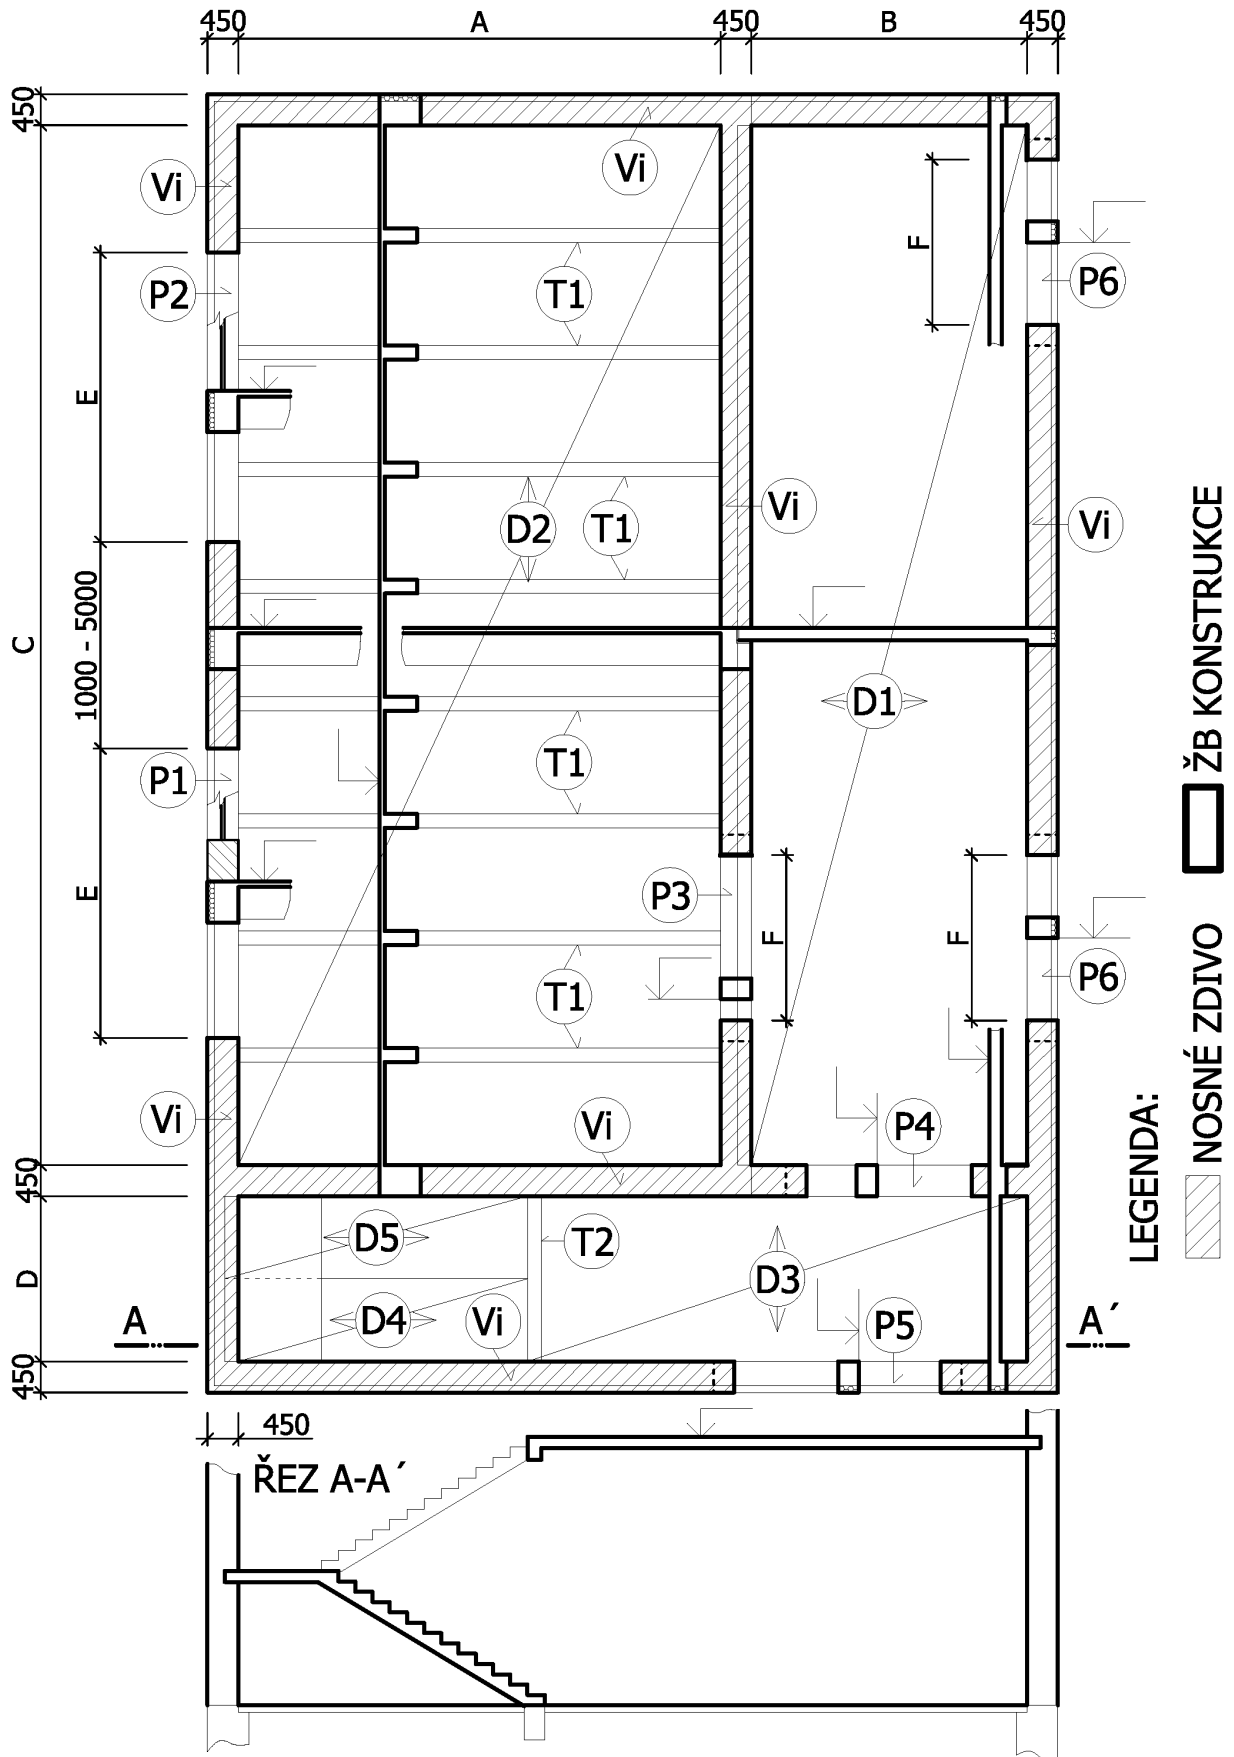 450
A
450
B
450
450
Vi
Vi
F
P2
T1
P6
E
Vi
D2
T1
Vi
C
1000 - 5000
D1
T1
P1
E
P3
F
F
T1
P6
Vi
Vi
P4
450
D
D5
T2
D3
D4
Vi
P5
A
A´
450
450
ŘEZ A-A´
LEGENDA:
NOSNÉ ZDIVO
ŽB KONSTRUKCE